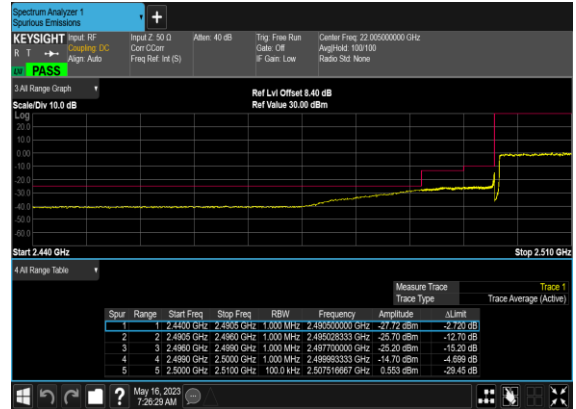 Spectrum Analyzer 1
Spurious Emissions
+
KEYSIGHT Input: RF Input Z: 50 Ω Atten: 40 dB Trig: Free Run Center Freq: 22.005000000 GHz
R T Coupling: DC Corr CCorr Gate: Off Avg|Hold: 100/100
Align: Auto Freq Ref: Int (S) IF Gain: Low Radio Std: None
LW PASS
3 All Range Graph
Ref Lvl Offset 8.40 dB
Scale/Div 10.0 dB Ref Value 30.00 dBm
Log
20.0
10.0
0.00
-10.0
-20.0
-30.0
-40.0
-50.0
-60.0
Start 2.440 GHz Stop 2.510 GHz
4 All Range Table
Measure Trace Trace 1
Trace Type Trace Average (Active)
Spur Range Start Freq Stop Freq RBW Frequency Amplitude ΔLimit
1 1 2.4400 GHz 2.4905 GHz 1.000 MHz 2.490500000 GHz -27.72 dBm -2.720 dB
2 2 2.4905 GHz 2.4960 GHz 1.000 MHz 2.495028333 GHz -25.70 dBm -12.70 dB
3 3 2.4960 GHz 2.4990 GHz 1.000 MHz 2.497700000 GHz -25.20 dBm -15.20 dB
4 4 2.4990 GHz 2.5000 GHz 1.000 MHz 2.499993333 GHz -14.70 dBm -4.699 dB
5 5 2.5000 GHz 2.5100 GHz 100.0 kHz 2.507516667 GHz 0.553 dBm -29.45 dB
? May 16, 2023
7:26:29 AM